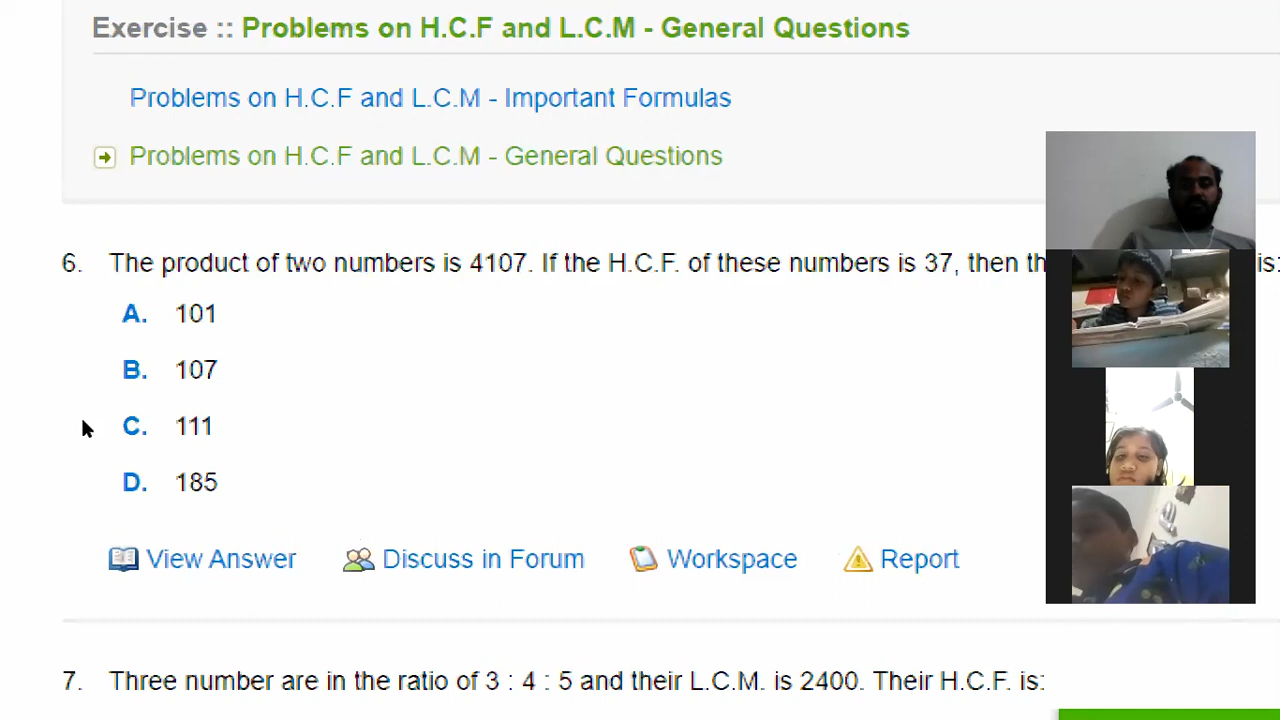 Exercise :: Problems on H.C.F and L.C.M - General Questions
Problems on H.C.F and L.C.M - Important Formulas
Problems on H.C.F and L.C.M - General Questions
6. The product of two numbers is 4107. If the H.C.F. of these numbers is 37, then th is:
A. 101
B. 107
C. 111
D. 185
View Answer Discuss in Forum Workspace Report
7. Three number are in the ratio of 3 : 4 : 5 and their L.C.M. is 2400. Their H.C.F. is: